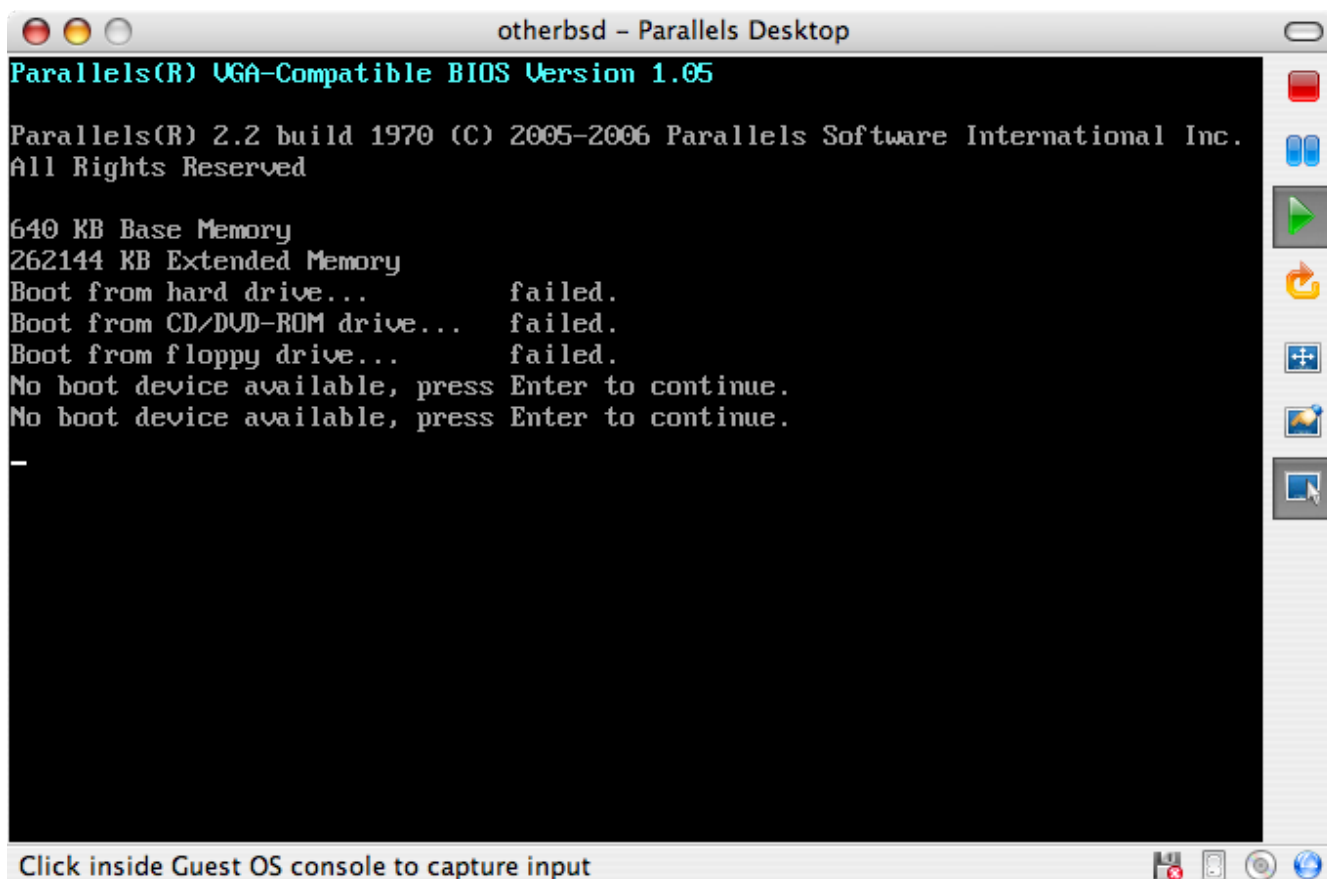 otherbsd – Parallels Desktop
Parallels(R) VGA-Compatible BIOS Version 1.05
Parallels(R) 2.2 build 1970 (C) 2005-2006 Parallels Software International Inc.
All Rights Reserved
640 KB Base Memory
262144 KB Extended Memory
Boot from hard drive... failed.
Boot from CD/DVD-ROM drive... failed.
Boot from floppy drive... failed.
No boot device available, press Enter to continue.
No boot device available, press Enter to continue.
Click inside Guest OS console to capture input